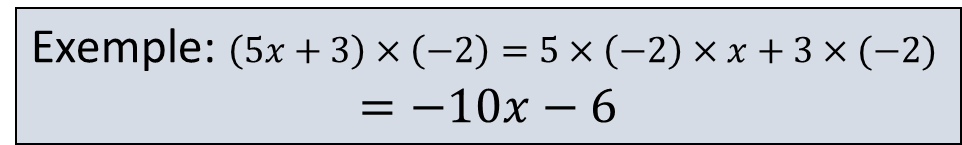 Exemple: (5x + 3) × (−2) = 5 × (−2) × x + 3 × (−2)
= −10x − 6